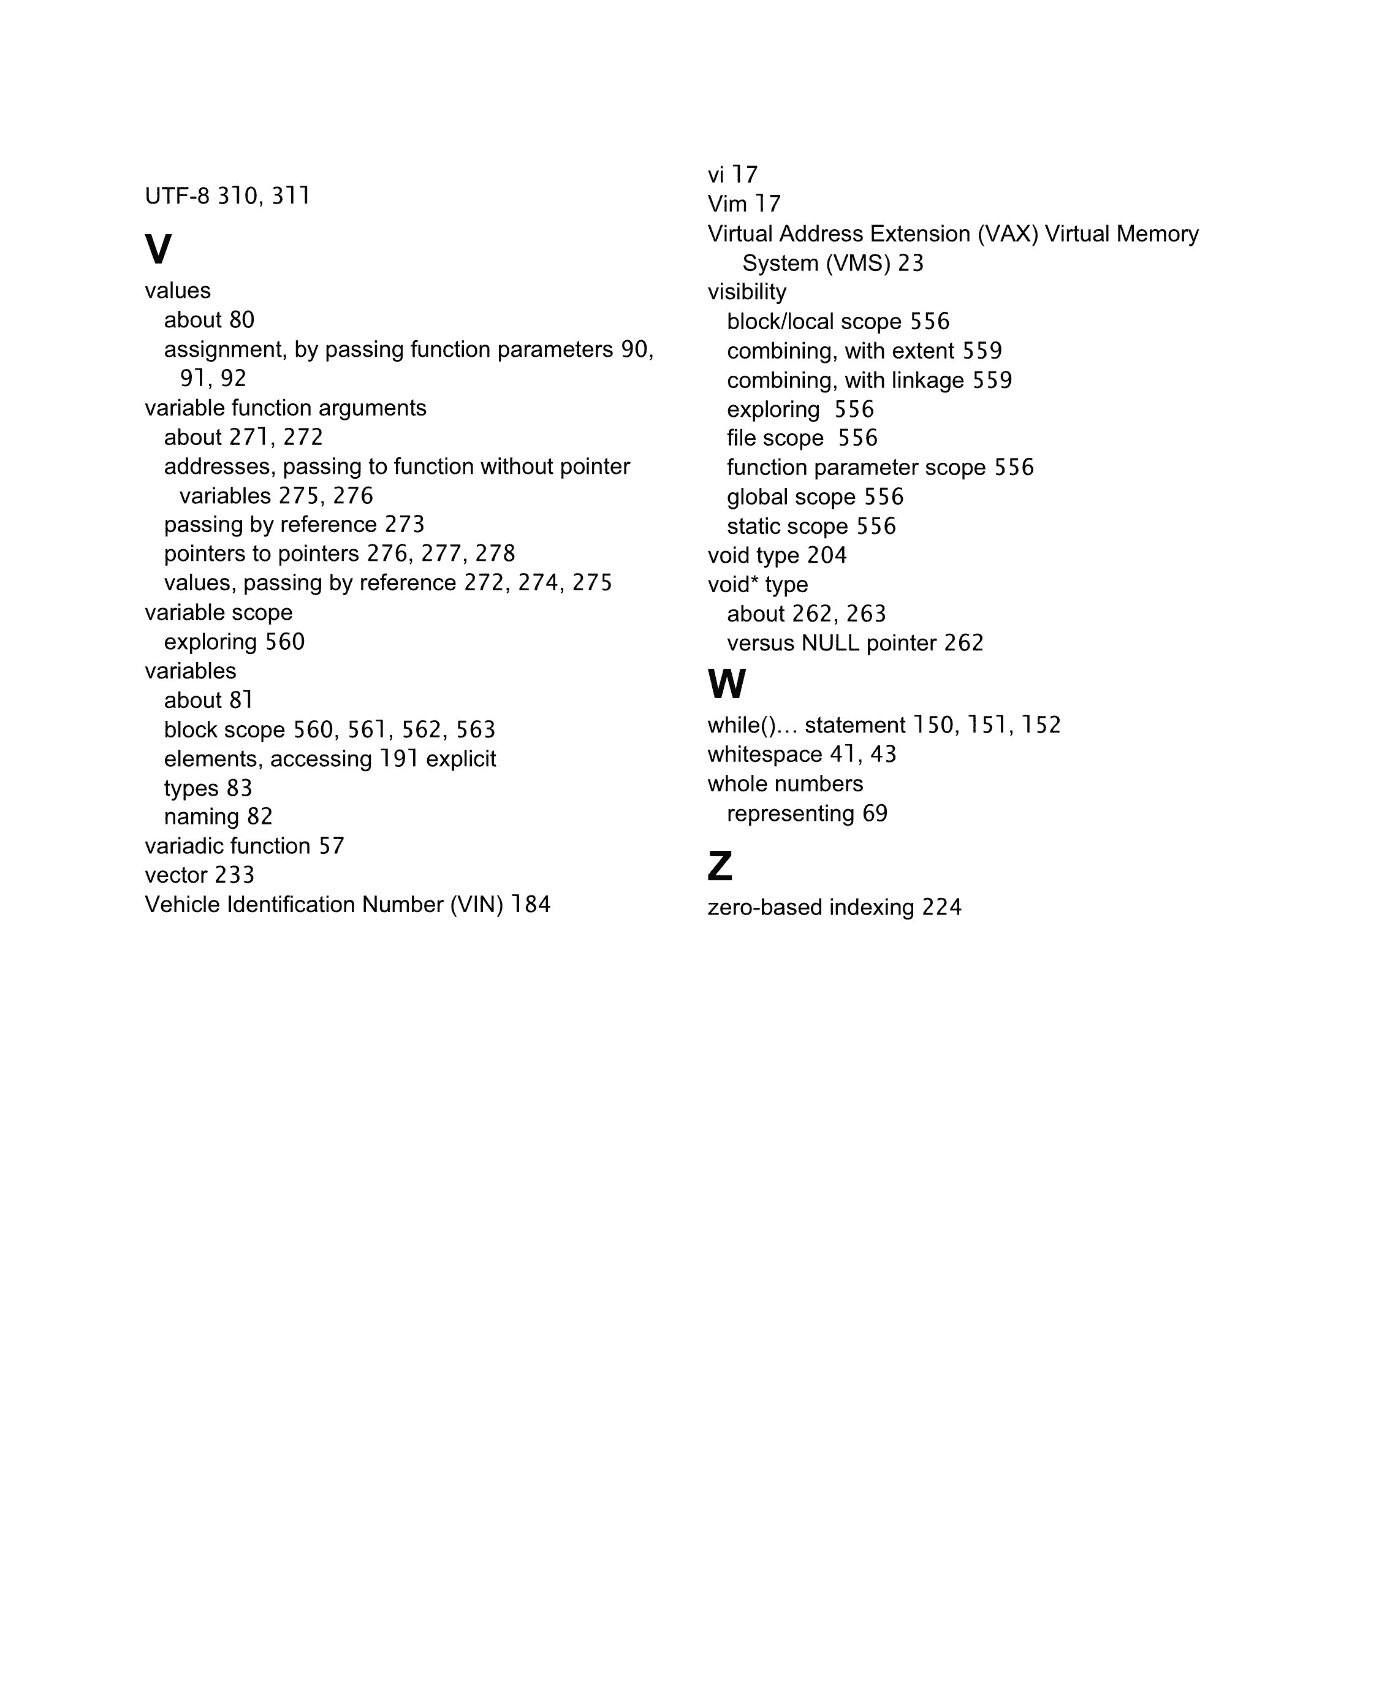 UTF-8 310, 311
V
values
about 80
assignment, by passing function parameters 90,
91, 92
variable function arguments
about 271, 272
addresses, passing to function without pointer
variables 275, 276
passing by reference 273
pointers to pointers 276, 277, 278
values, passing by reference 272, 274, 275
variable scope
exploring 560
variables
about 81
block scope 560, 561, 562, 563
elements, accessing 191 explicit
types 83
naming 82
variadic function 57
vector 233
Vehicle Identification Number (VIN) 184
vi 17
Vim 17
Virtual Address Extension (VAX) Virtual Memory
System (VMS) 23
visibility
block/local scope 556
combining, with extent 559
combining, with linkage 559
exploring 556
file scope 556
function parameter scope 556
global scope 556
static scope 556
void type 204
void* type
about 262, 263
versus NULL pointer 262
W
while()… statement 150, 151, 152
whitespace 41, 43
whole numbers
representing 69
Z
zero-based indexing 224